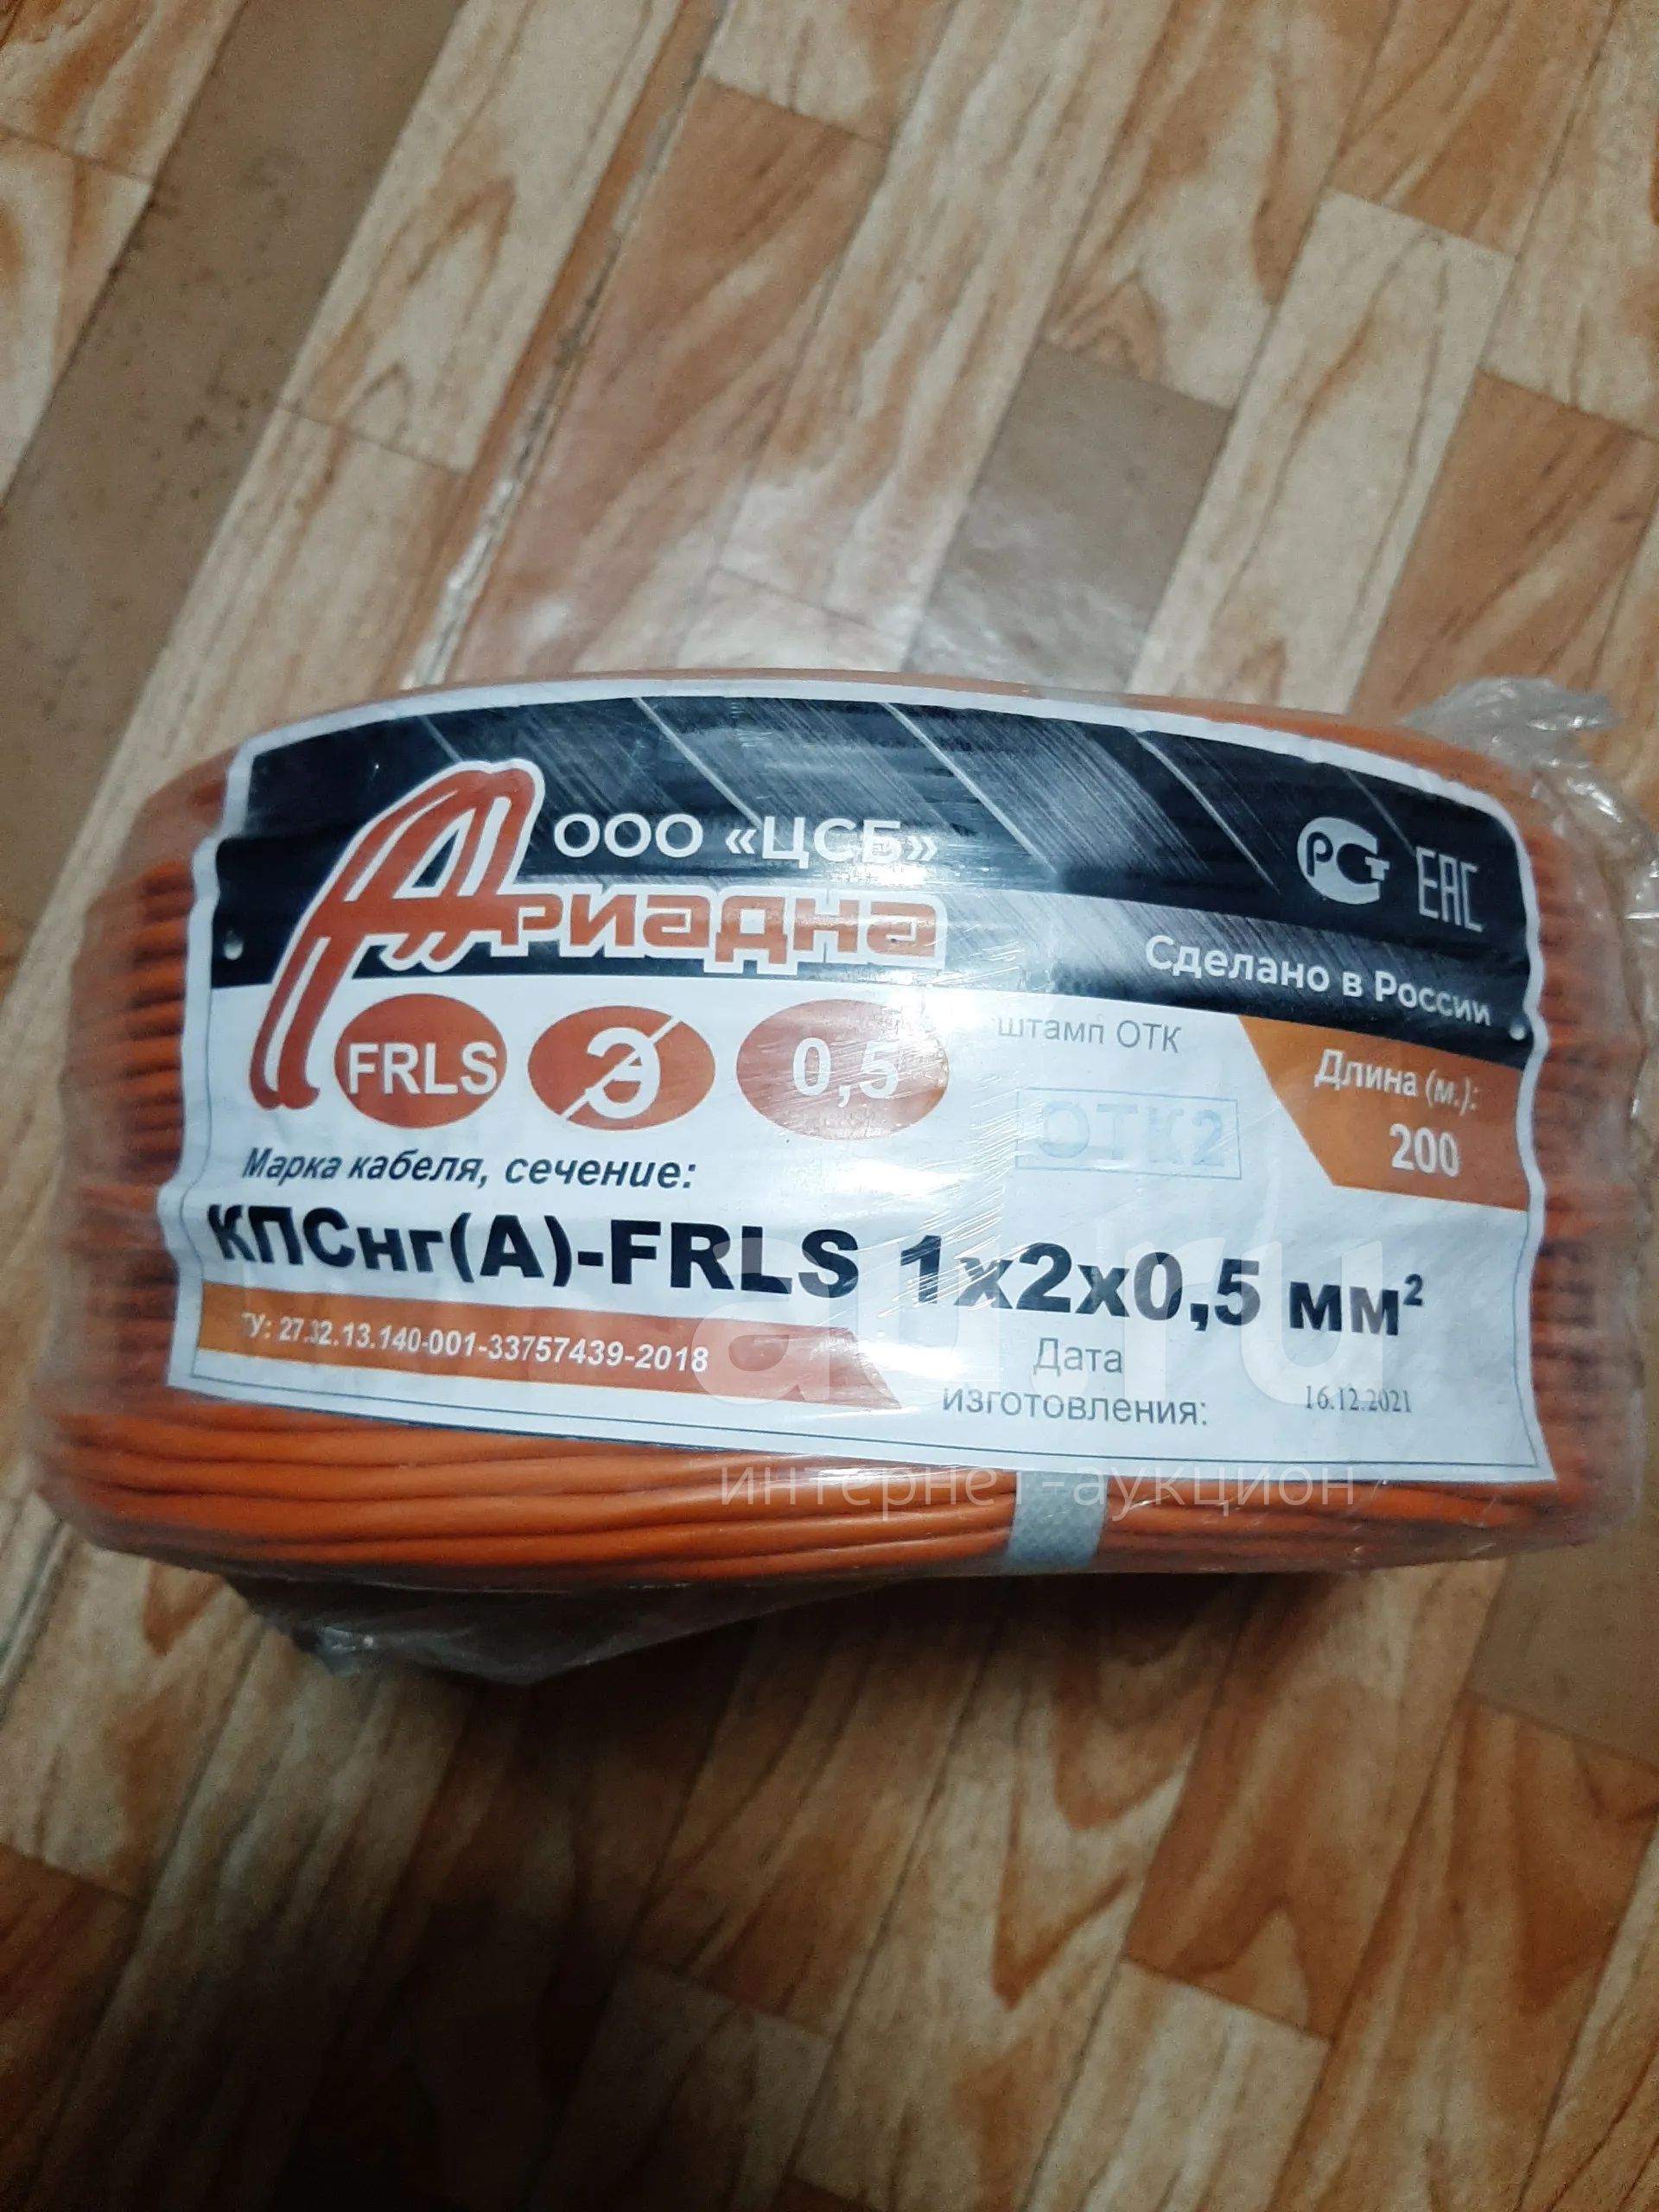 ООО «ЦСБ»
Ариадна
РСТ ЕАС
Сделано в России
FRLS Э 0,5
штамп ОТК
ОТК2
Длина (м.):
200
Марка кабеля, сечение:
КПСнг(А)-FRLS 1х2х0,5 мм²
ТУ: 27.32.13.140-001-33757439-2018
Дата
изготовления:
16.12.2021
au.ru
интернет-аукцион